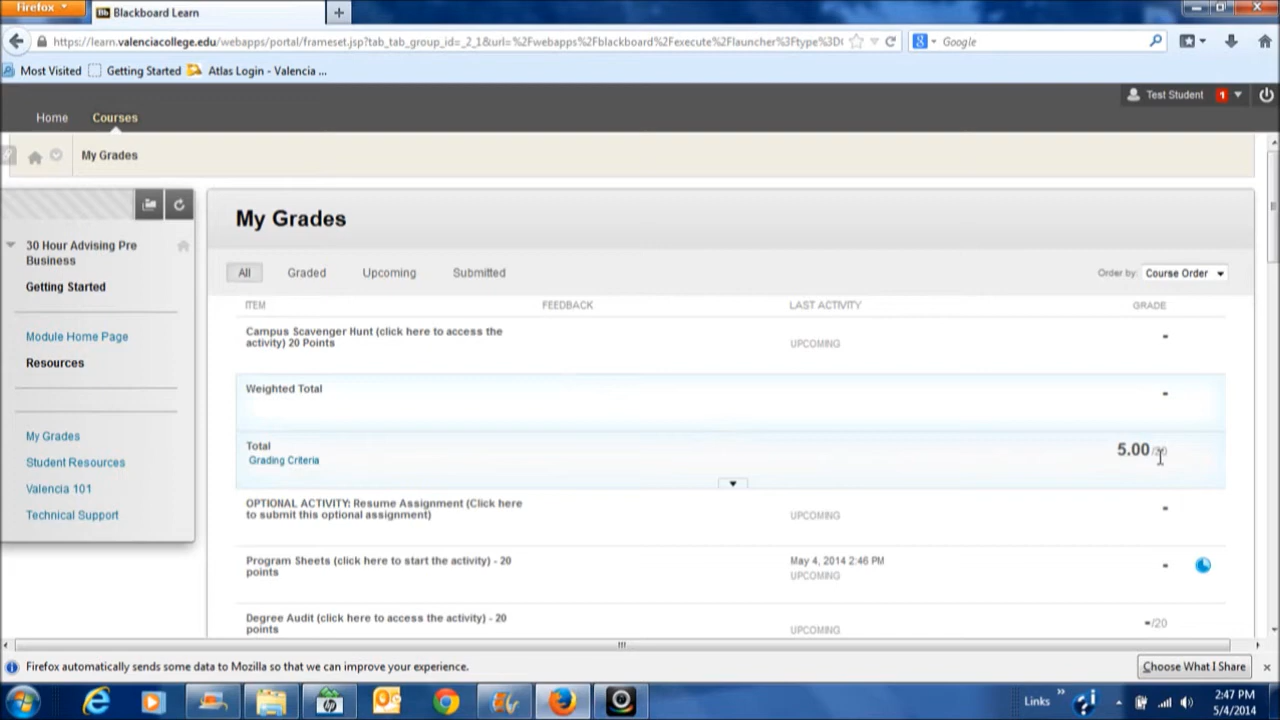 Firefox
Bb Blackboard Learn
https://learn.valenciacollege.edu/webapps/portal/frameset.jsp?tab_tab_group_id=_2_1&url=%2Fwebapps%2Fblackboard%2Fexecute%2Flauncher%3Ftype%3D
Google
Most Visited Getting Started Atlas Login - Valencia ...
Test Student 1
Home Courses
My Grades
My Grades
30 Hour Advising Pre
Business
Getting Started
Module Home Page
Resources
My Grades
Student Resources
Valencia 101
Technical Support
All Graded Upcoming Submitted
Order by: Course Order
ITEM FEEDBACK LAST ACTIVITY GRADE
Campus Scavenger Hunt (click here to access the
activity) 20 Points
UPCOMING
-
Weighted Total -
Total 5.00
Grading Criteria
OPTIONAL ACTIVITY: Resume Assignment (Click here
to submit this optional assignment)
UPCOMING
-
Program Sheets (click here to start the activity) - 20
points
May 4, 2014 2:46 PM
UPCOMING
-
Degree Audit (click here to access the activity) - 20
points
UPCOMING
-/20
Firefox automatically sends some data to Mozilla so that we can improve your experience.
Choose What I Share
Links
2:47 PM
5/4/2014